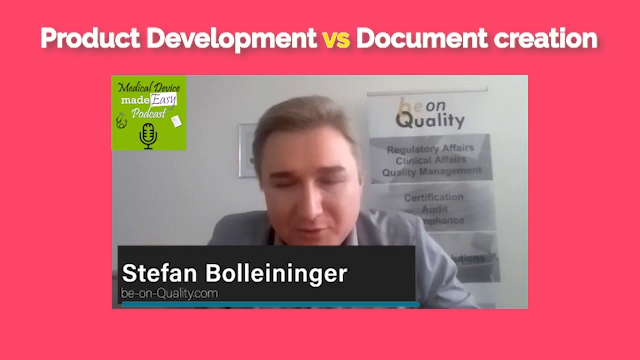 Product Development vs Document creation
Medical Device
made Easy
Podcast
be on
Quality
Regulatory Affairs
Clinical Affairs
Quality Management
Certification
Audit
Stefan Bolleininger
be-on-Quality.com